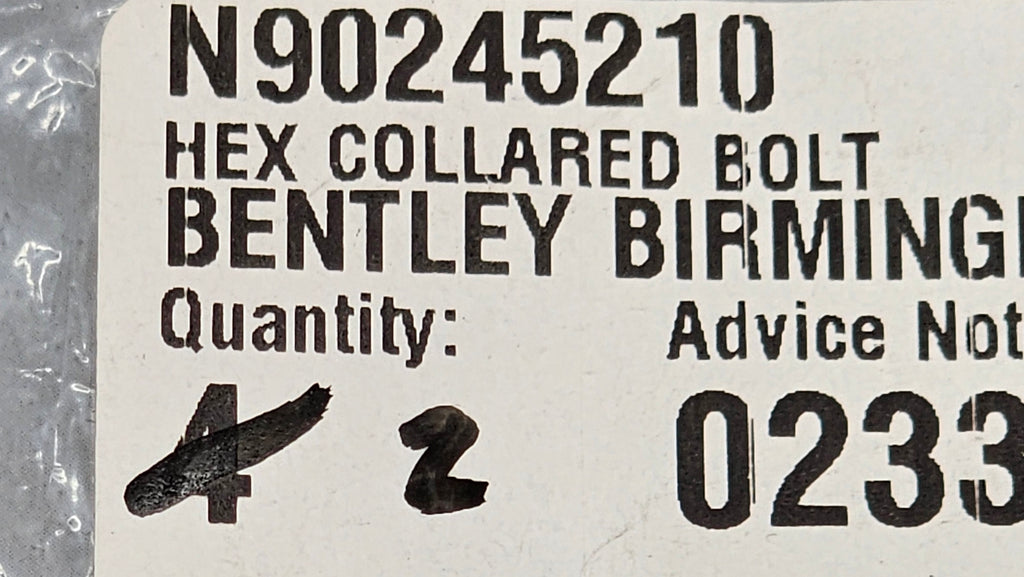 N90245210
HEX COLLARED BOLT
BENTLEY BIRMING
Quantity: Advice Not
4 2 0233